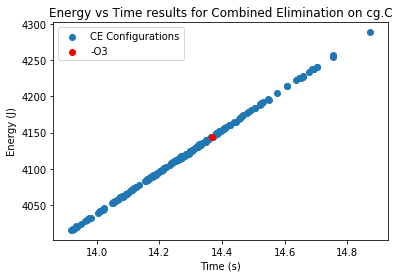 Energy vs Time results for Combined Elimination on cg.C
CE Configurations
-O3
4300
4250
4200
4150
4100
4050
Energy (J)
14.0
14.2
14.4
14.6
14.8
Time (s)